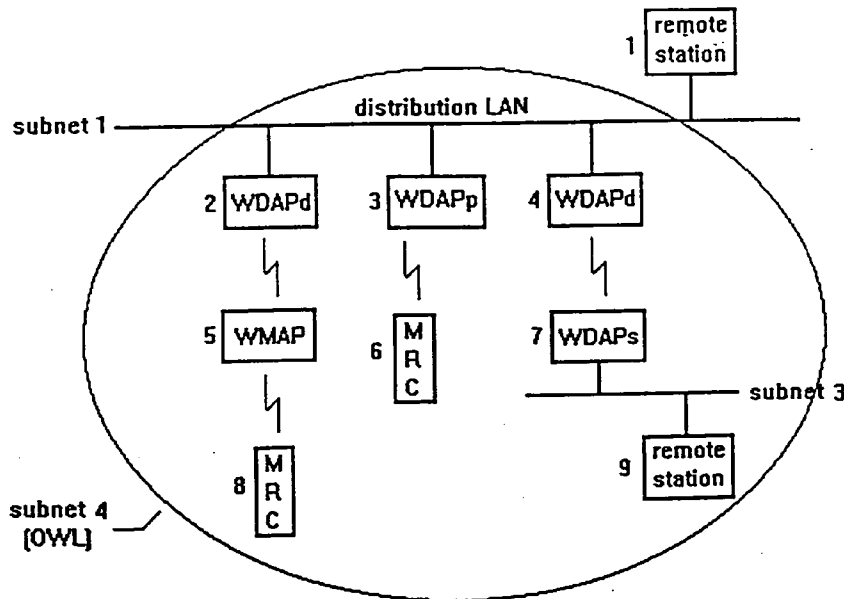 1
remote
station
distribution LAN
subnet 1
2 WDAPd
3 WDAPp
4 WDAPd
5 WMAP
6
M
R
C
7 WDAPs
subnet 3
8
M
R
C
9
remote
station
subnet 4
[OWL]